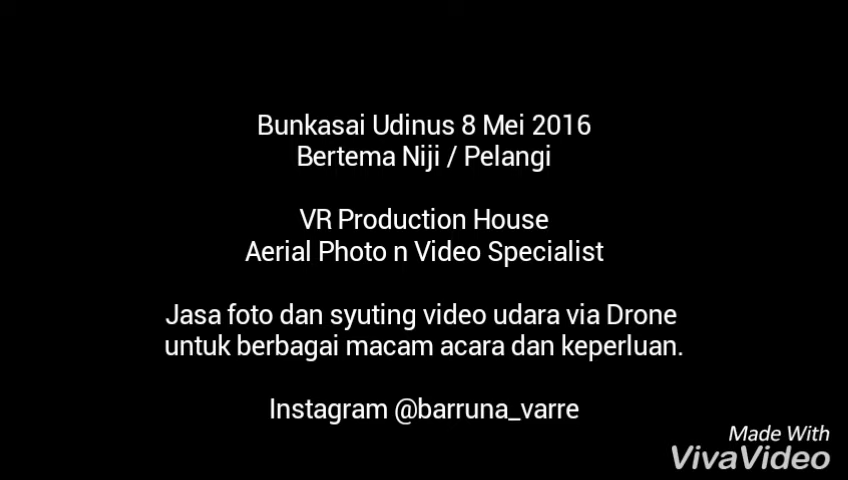 Bunkasai Udinus 8 Mei 2016
Bertema Niji / Pelangi
VR Production House
Aerial Photo n Video Specialist
Jasa foto dan syuting video udara via Drone
untuk berbagai macam acara dan keperluan.
Instagram @barruna_varre
Made With
VivaVideo